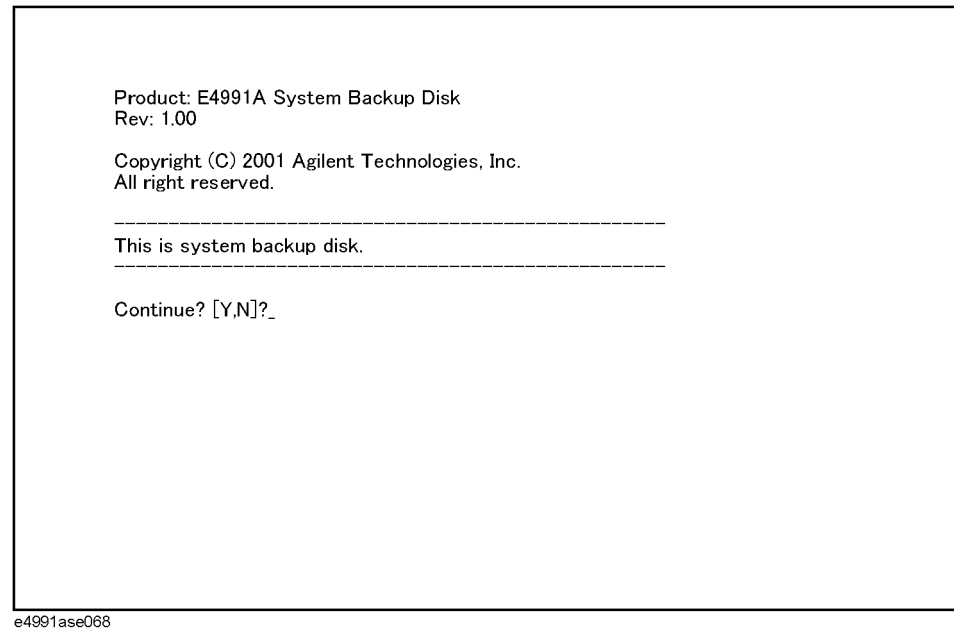 Product: E4991A System Backup Disk
Rev: 1.00
Copyright (C) 2001 Agilent Technologies, Inc.
All right reserved.
---------------------------------------------------
This is system backup disk.
---------------------------------------------------
Continue? [Y,N]?_
e4991ase068